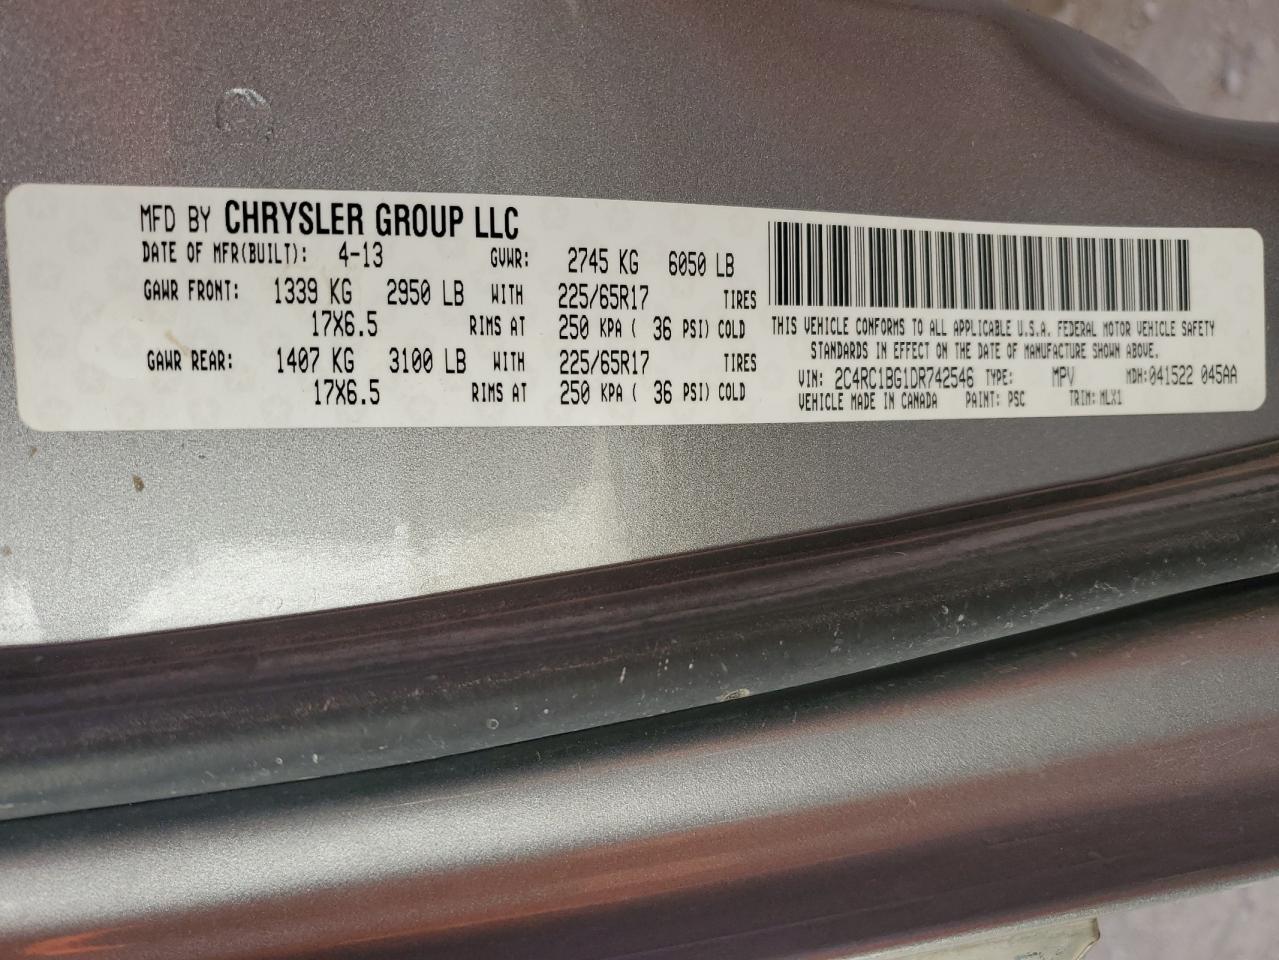 MFD BY CHRYSLER GROUP LLC
DATE OF MFR(BUILT): 4-13 GVWR: 2745 KG 6050 LB
GAWR FRONT: 1339 KG 2950 LB WITH 225/65R17 TIRES
17X6.5 RIMS AT 250 KPA ( 36 PSI) COLD
GAWR REAR: 1407 KG 3100 LB WITH 225/65R17 TIRES
17X6.5 RIMS AT 250 KPA ( 36 PSI) COLD
THIS VEHICLE CONFORMS TO ALL APPLICABLE U.S.A. FEDERAL MOTOR VEHICLE SAFETY
STANDARDS IN EFFECT ON THE DATE OF MANUFACTURE SHOWN ABOVE.
VIN: 2C4RC1BG1DR742546 TYPE: MPV MDH:041522 045AA
VEHICLE MADE IN CANADA PAINT: PSC TRIM: MLX1